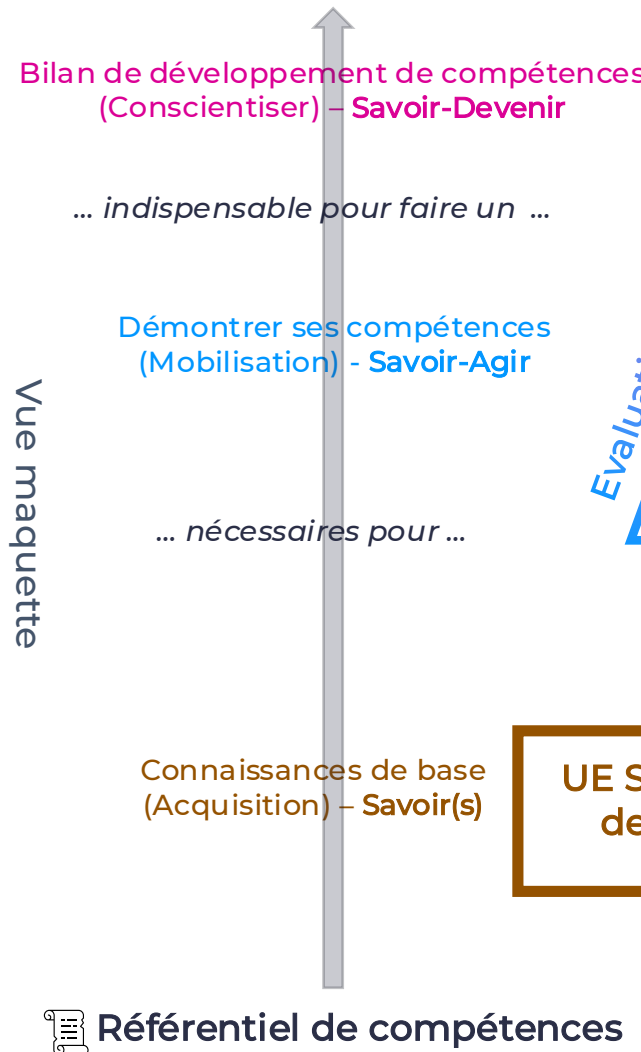 Bilan de développement de compétences
(Conscientiser) – Savoir-Devenir
... indispensable pour faire un ...
Démontrer ses compétences
(Mobilisation) - Savoir-Agir
Vue maquette
... nécessaires pour ...
Connaissances de base
(Acquisition) – Savoir(s)
UE
Référentiel de compétences